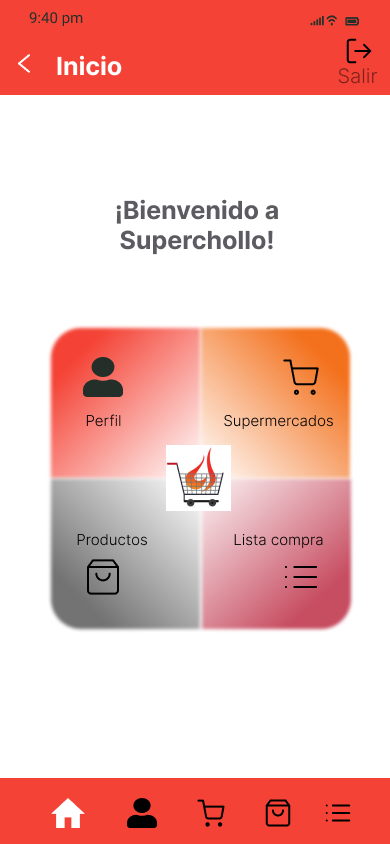 9:40 pm
Inicio
Salir
¡Bienvenido a
Superchollo!
Perfil
Supermercados
Productos
Lista compra